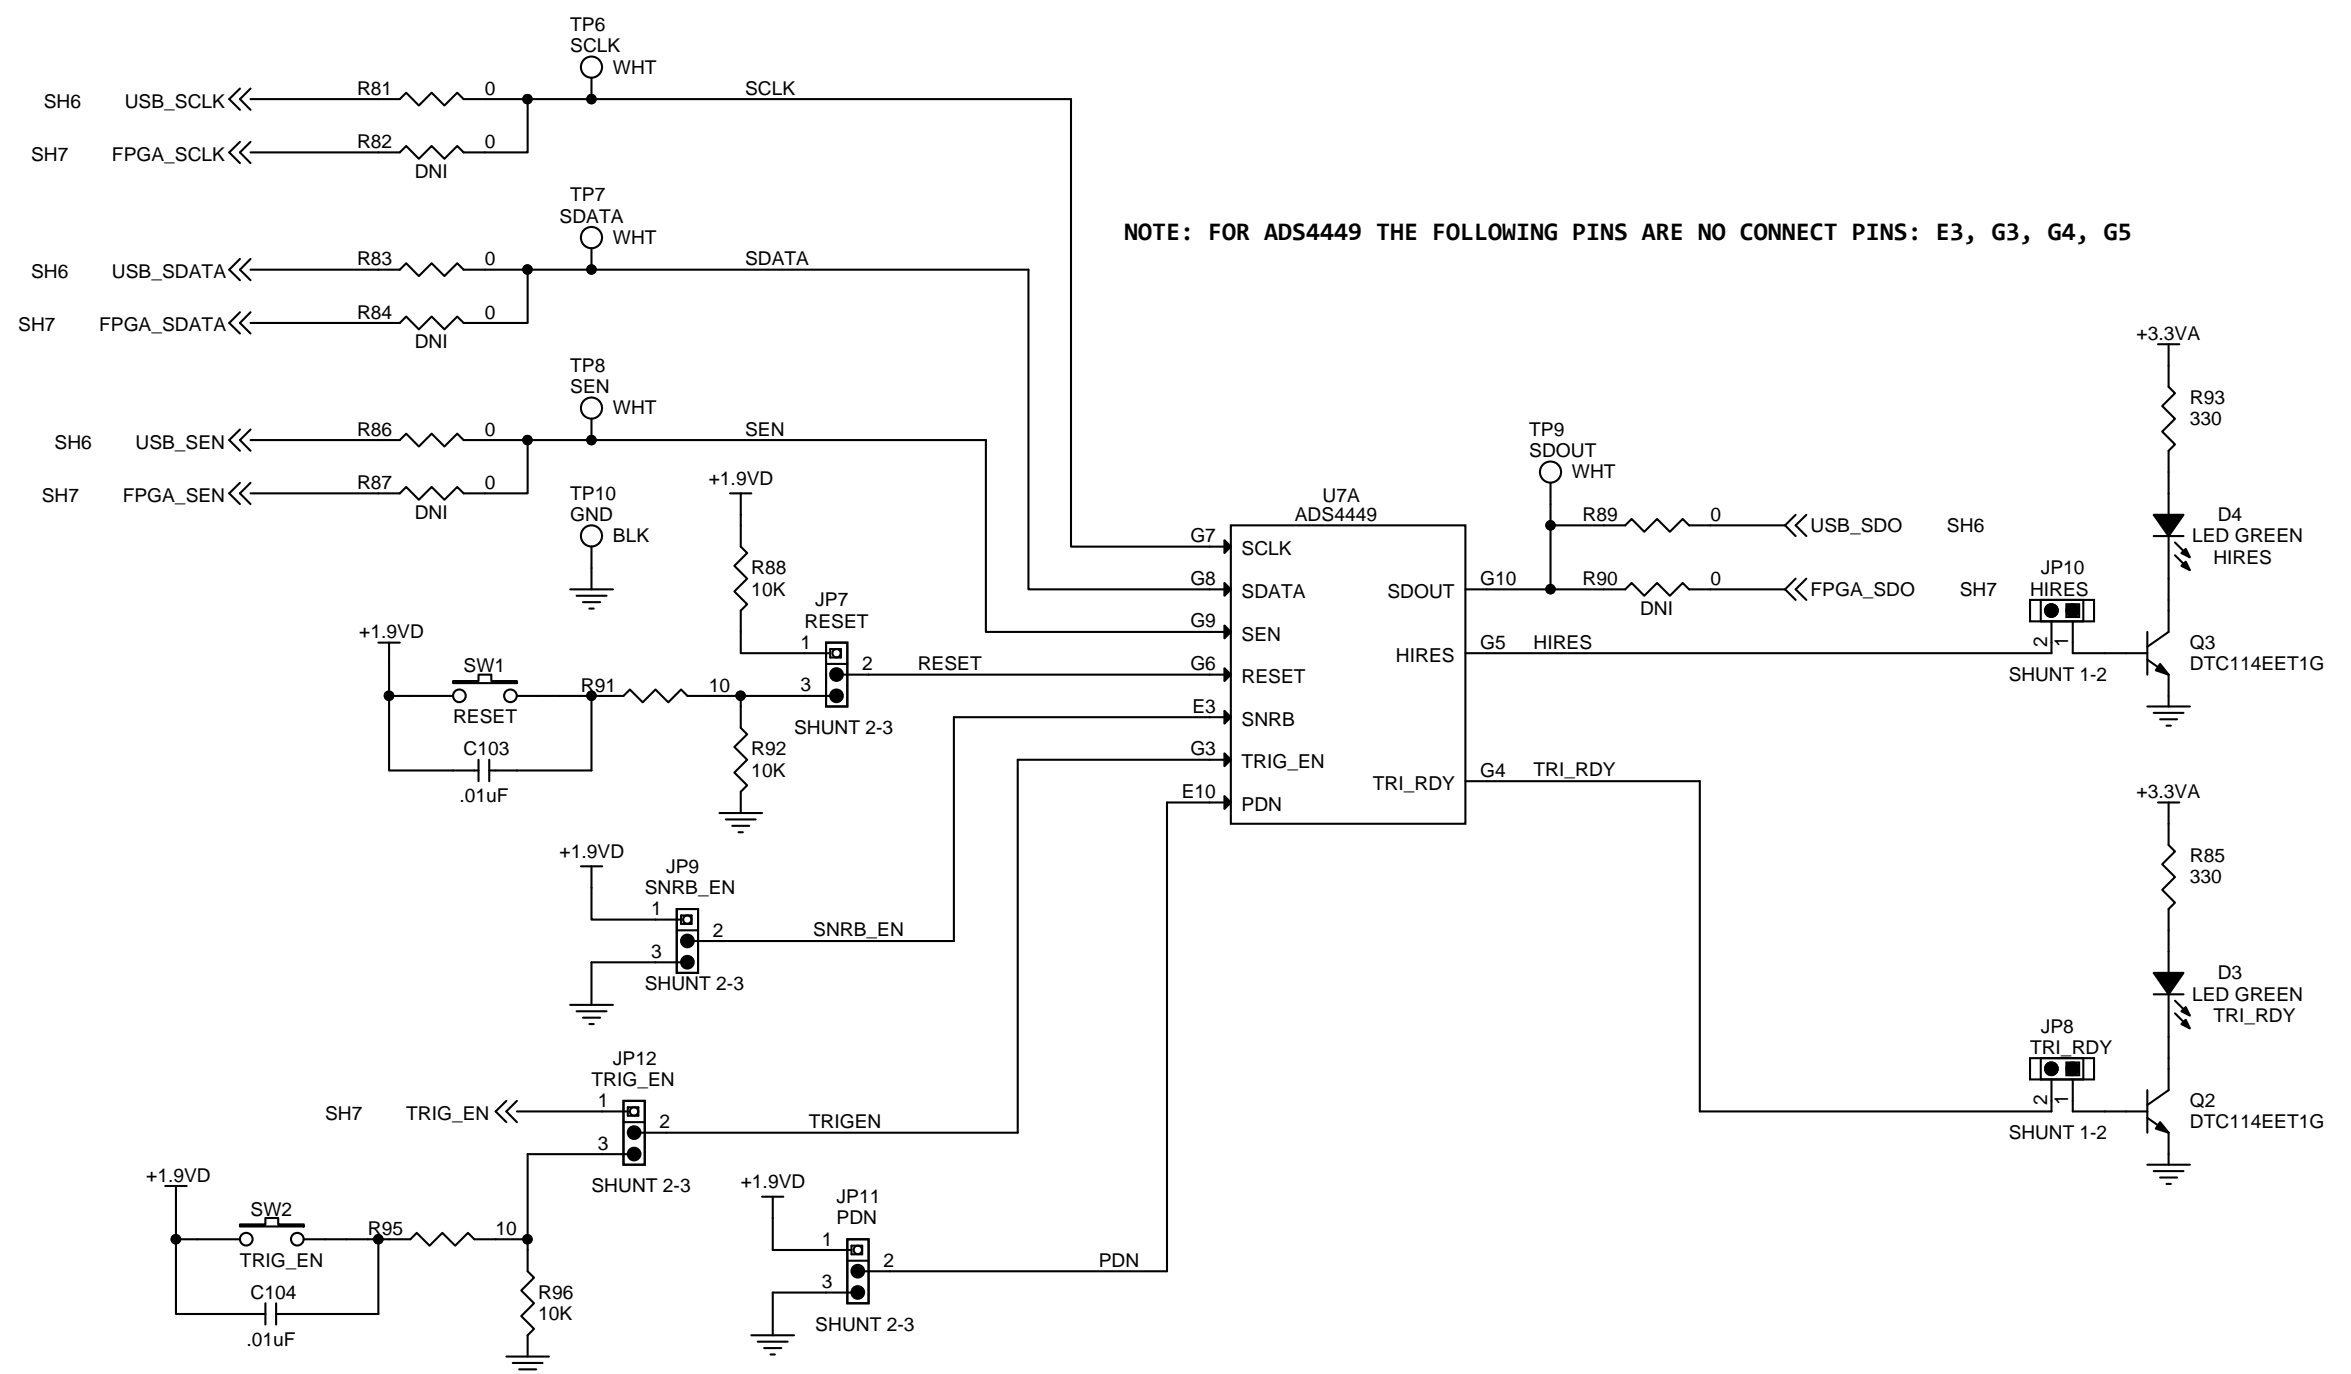 TP6
SCLK
WHT
SH6 USB_SCLK R81 0 SCLK
SH7 FPGA_SCLK R82 0
DNI
TP7
SDATA
WHT
SH6 USB_SDATA R83 0 SDATA
SH7 FPGA_SDATA R84 0
DNI
NOTE: FOR ADS4449 THE FOLLOWING PINS ARE NO CONNECT PINS: E3, G3, G4, G5
TP8
SEN
WHT
SH6 USB_SEN R86 0 SEN
SH7 FPGA_SEN R87 0
DNI
TP10
GND
BLK
+1.9VD
R88
10K
JP7
RESET
1
2 RESET
3
SHUNT 2-3
+1.9VD
SW1
RESET
R91 10
C103
.01uF
R92
10K
+1.9VD
JP9
SNRB_EN
1
2 SNRB_EN
3
SHUNT 2-3
JP12
TRIG_EN
SH7 TRIG_EN 1
2 TRIGEN
3
SHUNT 2-3
+1.9VD
SW2
TRIG_EN
R95 10
C104
.01uF
R96
10K
+1.9VD
JP11
PDN
1
2 PDN
3
SHUNT 2-3
U7A
ADS4449
G7 SCLK
G8 SDATA
G9 SEN
G6 RESET
E3 SNRB
G3 TRIG_EN
E10 PDN
SDOUT G10
HIRES G5 HIRES
TRI_RDY G4 TRI_RDY
TP9
SDOUT
WHT
R89 0 USB_SDO SH6
R90 0 FPGA_SDO SH7
DNI
+3.3VA
R93
330
D4
LED GREEN
HIRES
JP10
HIRES
2 1
SHUNT 1-2
Q3
DTC114EET1G
+3.3VA
R85
330
D3
LED GREEN
TRI_RDY
JP8
TRI_RDY
2 1
SHUNT 1-2
Q2
DTC114EET1G